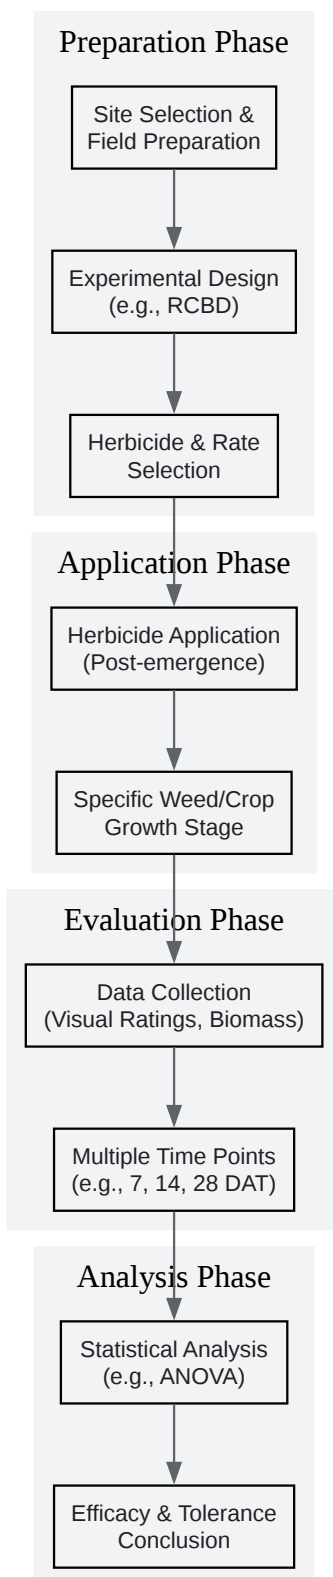 Preparation Phase
Site Selection &
Field Preparation
Experimental Design
(e.g., RCBD)
Herbicide & Rate
Selection
Application Phase
Herbicide Application
(Post-emergence)
Specific Weed/Crop
Growth Stage
Evaluation Phase
Data Collection
(Visual Ratings, Biomass)
Multiple Time Points
(e.g., 7, 14, 28 DAT)
Analysis Phase
Statistical Analysis
(e.g., ANOVA)
Efficacy & Tolerance
Conclusion